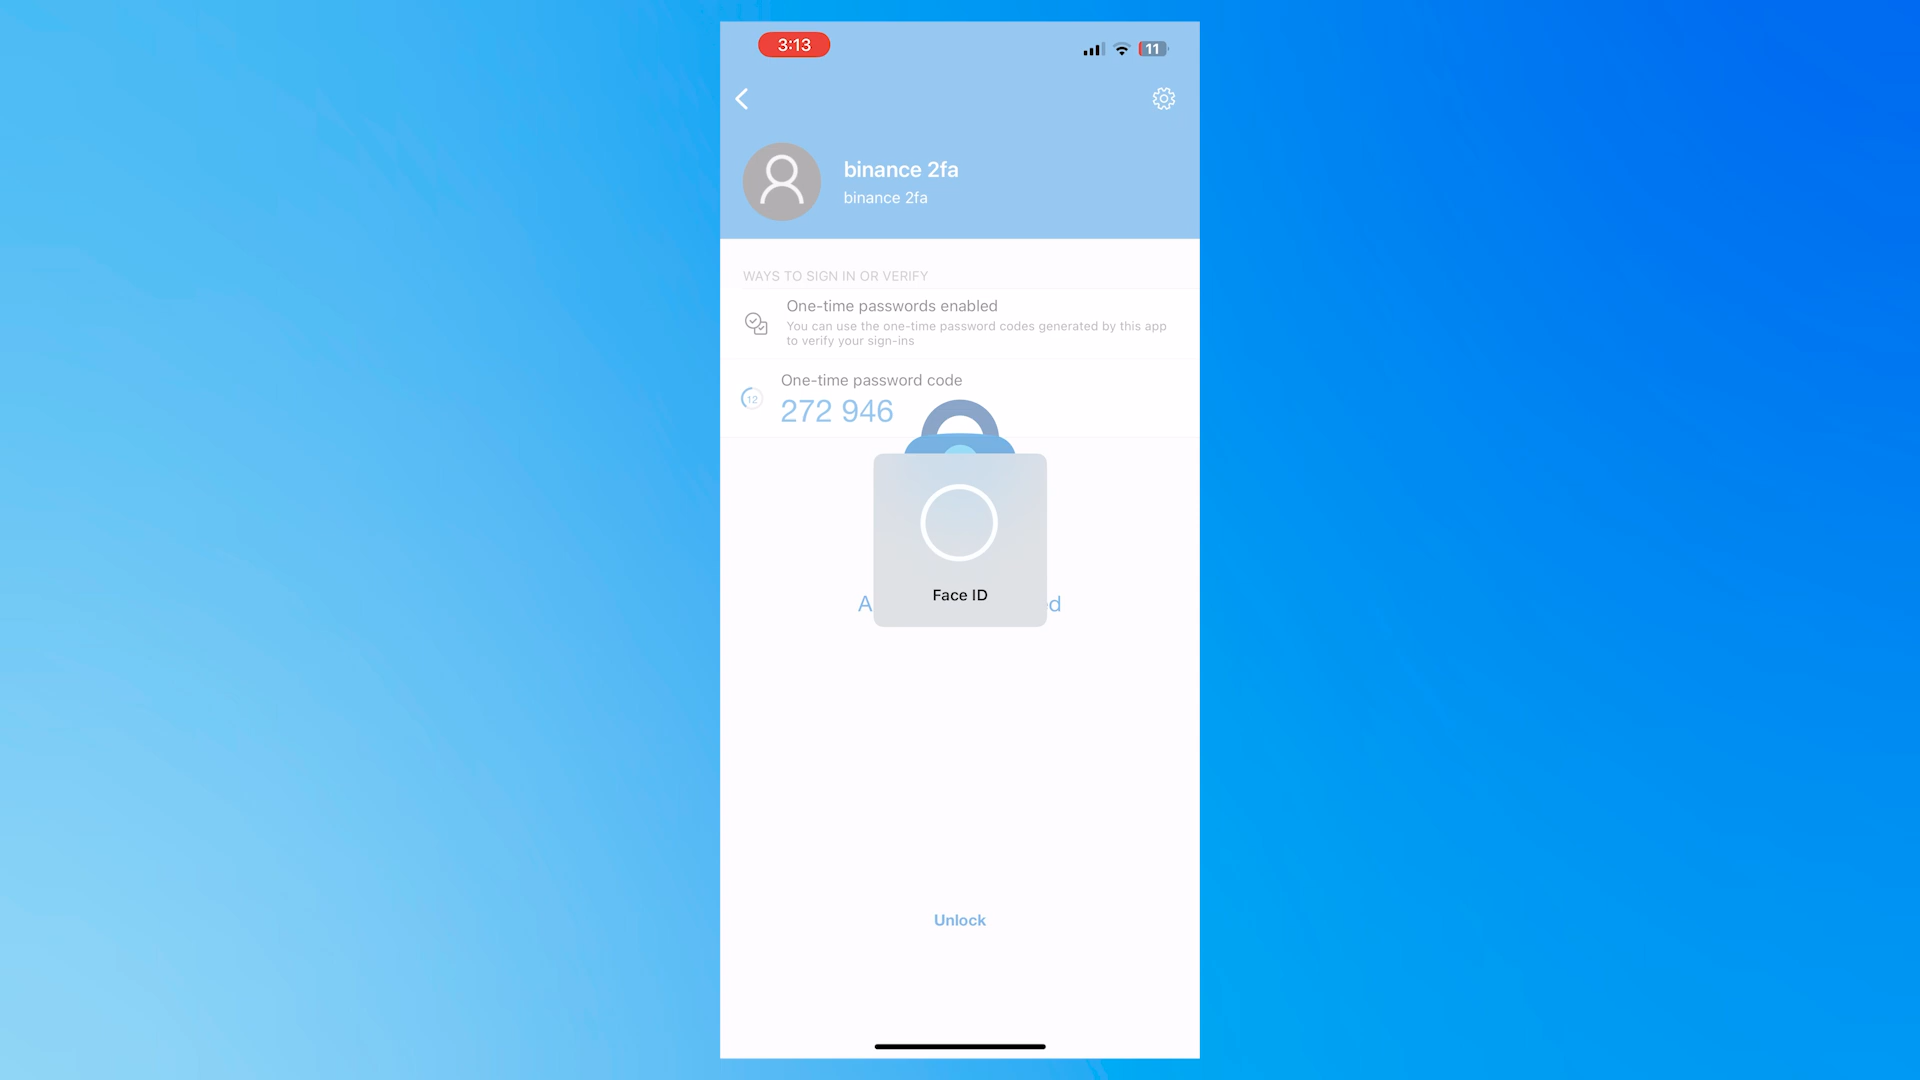 3:13
11
binance 2fa
binance 2fa
WAYS TO SIGN IN OR VERIFY
One-time passwords enabled
You can use the one-time password codes generated by this app
to verify your sign-ins
One-time password code
12
272 946
Face ID
Unlock